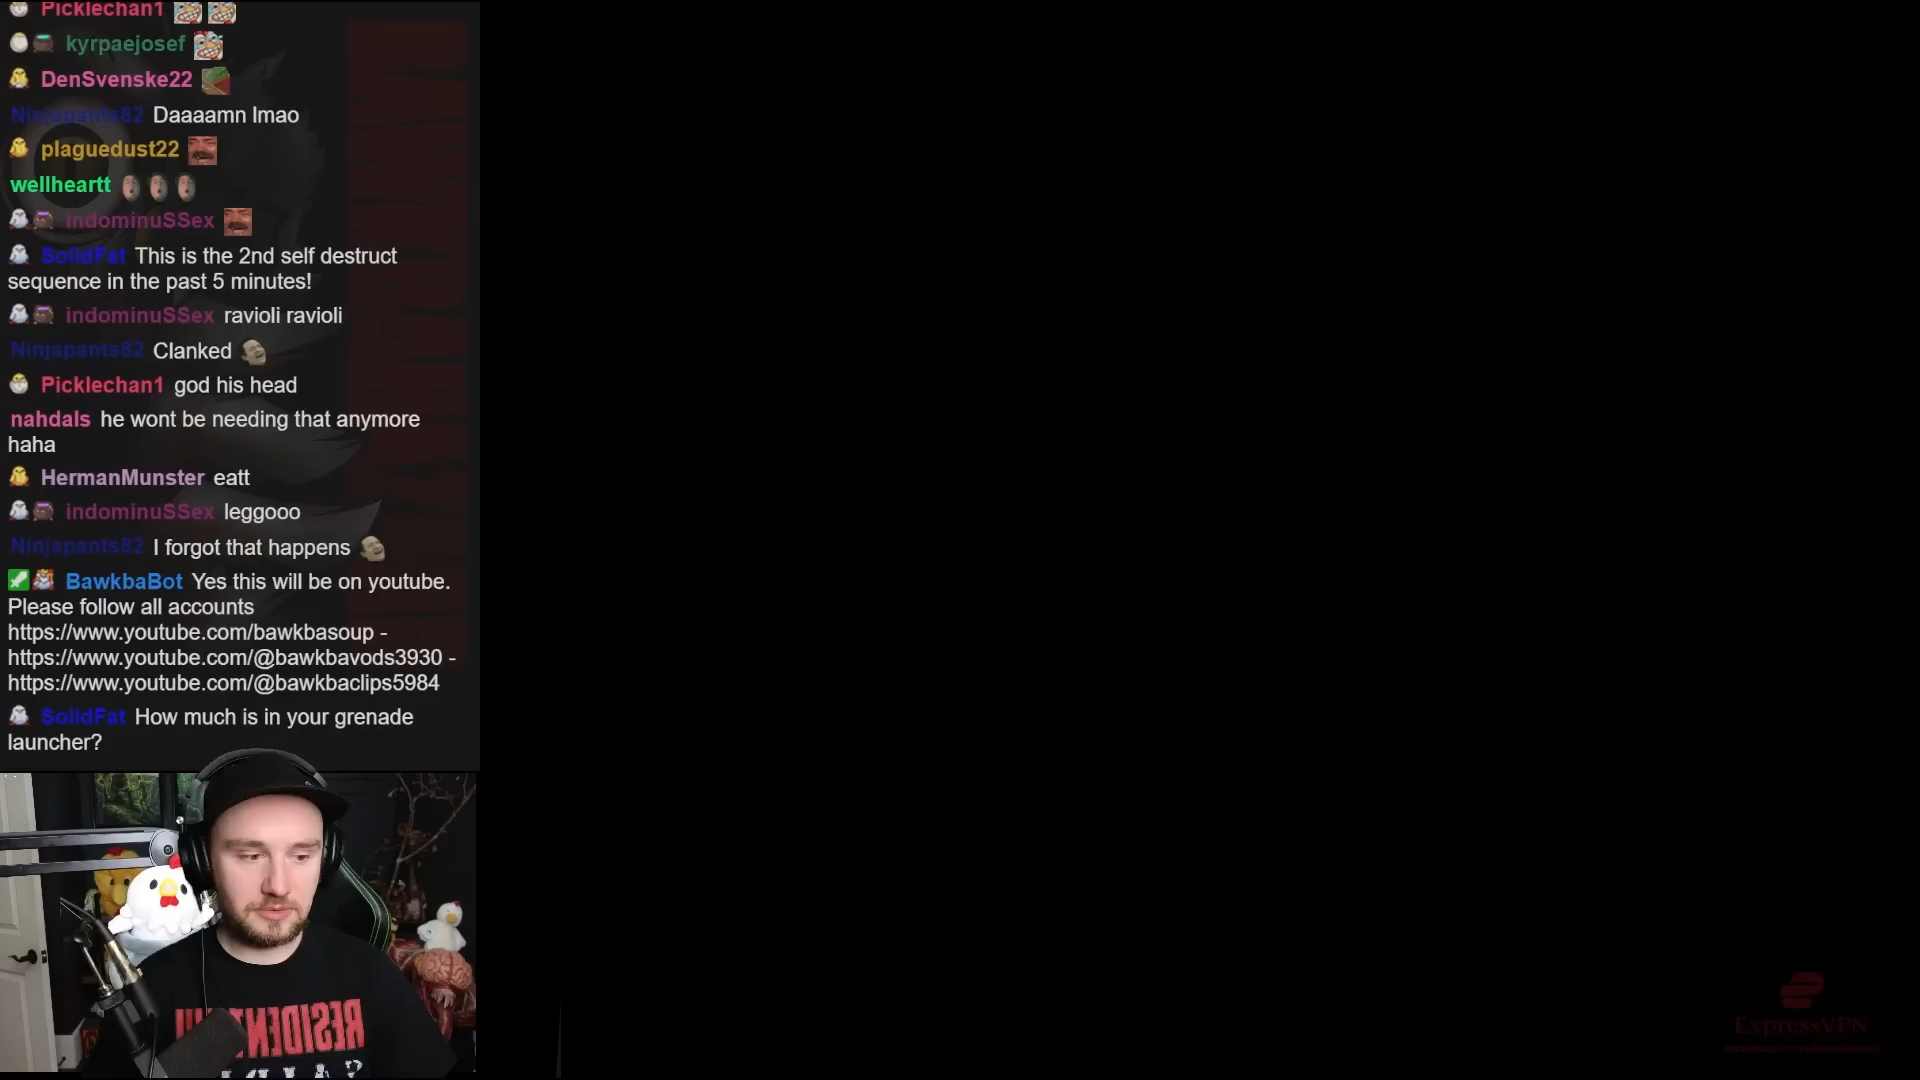 Picklechan1
kyrpaejosef
DenSvenske22
Ninjapants82 Daaaamn lmao
plaguedust22
wellheartt
indominuSSex
SolidFat This is the 2nd self destruct
sequence in the past 5 minutes!
indominuSSex ravioli ravioli
Ninjapants82 Clanked
Picklechan1 god his head
nahdals he wont be needing that anymore
haha
HermanMunster eatt
indominuSSex leggooo
Ninjapants82 I forgot that happens
BawkbaBot Yes this will be on youtube.
Please follow all accounts
https://www.youtube.com/bawkbasoup -
https://www.youtube.com/@bawkbavods3930 -
https://www.youtube.com/@bawkbaclips5984
SolidFat How much is in your grenade
launcher?
RESIDENT
ExpressVPN